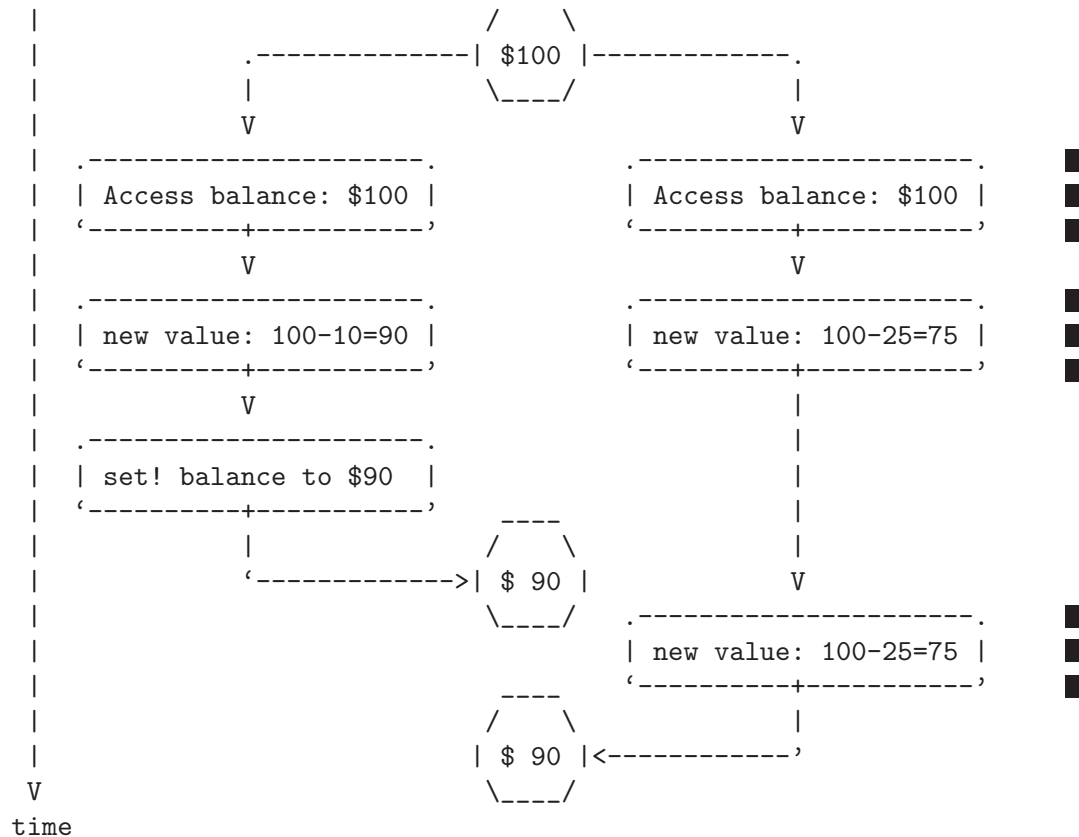 $100
Access balance: $100 Access balance: $100
new value: 100-10=90 new value: 100-25=75
set! balance to $90
$ 90
new value: 100-25=75
$ 90
V
time